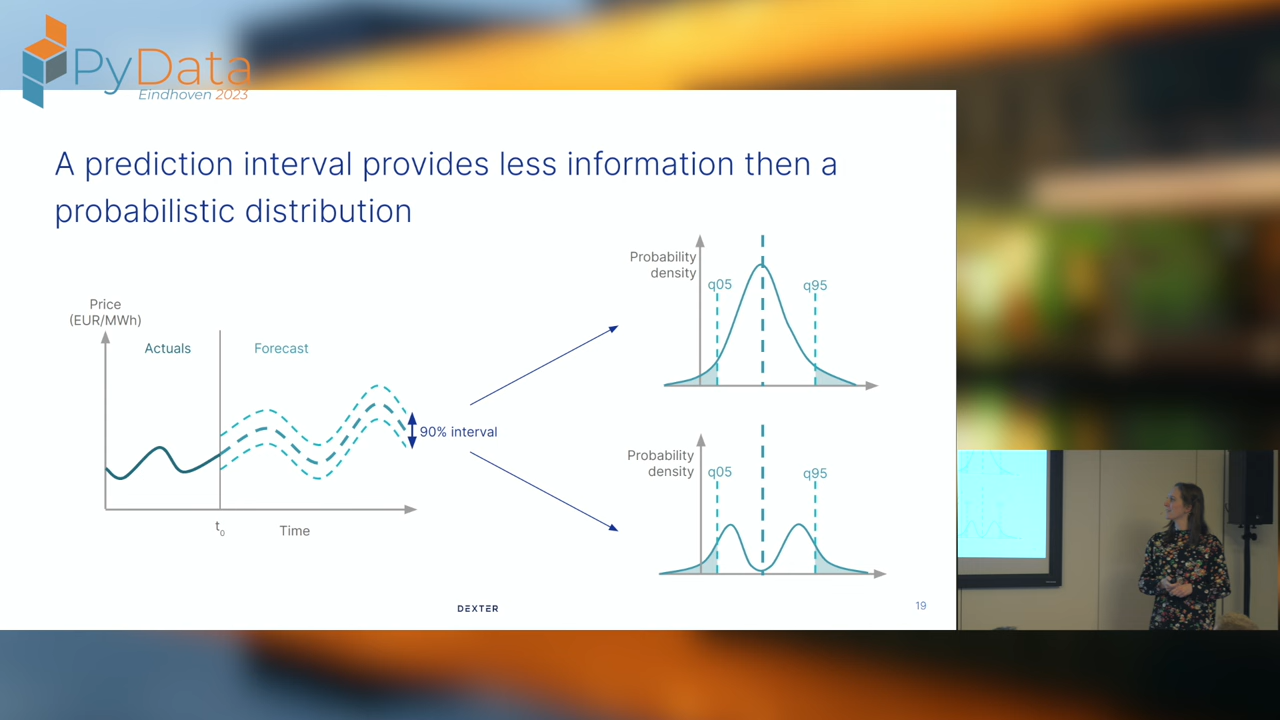 PyData
Eindhoven 2023
A prediction interval provides less information then a
probabilistic distribution
Price
(EUR/MWh)
Actuals
Forecast
90% interval
t0
Time
Probability
density
q05
q95
Probability
density
q05
q95
DEXTER
19